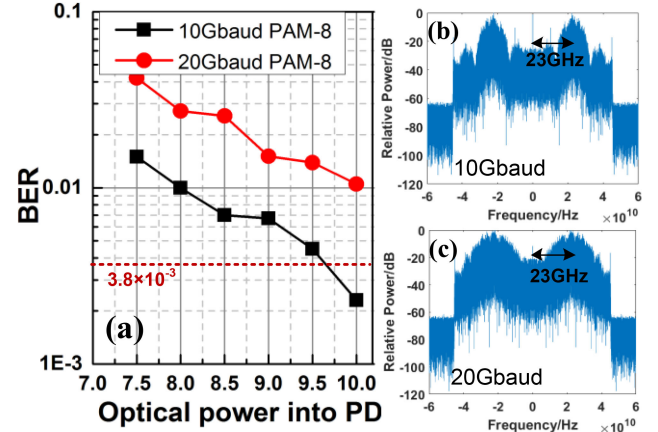 0.1
10Gbaud PAM-8
20Gbaud PAM-8
BER
0.01
3.8×10⁻³
(a)
1E-3
7.0 7.5 8.0 8.5 9.0 9.5 10.0
Optical power into PD
(b)
0
-20
-40
-60
-80
-100
-120
Relative Power/dB
23GHz
10Gbaud
-6 -4 -2 0 2 4 6
Frequency/Hz ×10¹⁰
(c)
0
-20
-40
-60
-80
-100
-120
Relative Power/dB
23GHz
20Gbaud
-6 -4 -2 0 2 4 6
Frequency/Hz ×10¹⁰